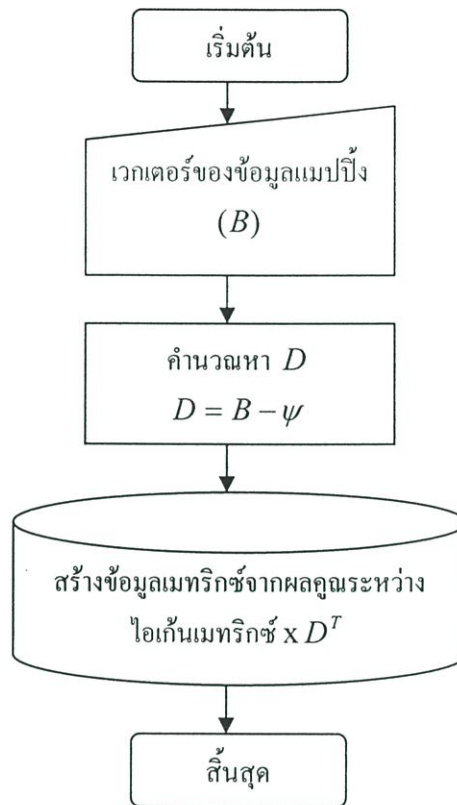 เริ่มต้น
เวกเตอร์ของข้อมูลแมปปิ้ง
(B)
คำนวณหา D
D = B − ψ
สร้างข้อมูลเมทริกซ์จากผลคูณระหว่าง
ไอเก้นเมทริกซ์ x Dᵀ
สิ้นสุด